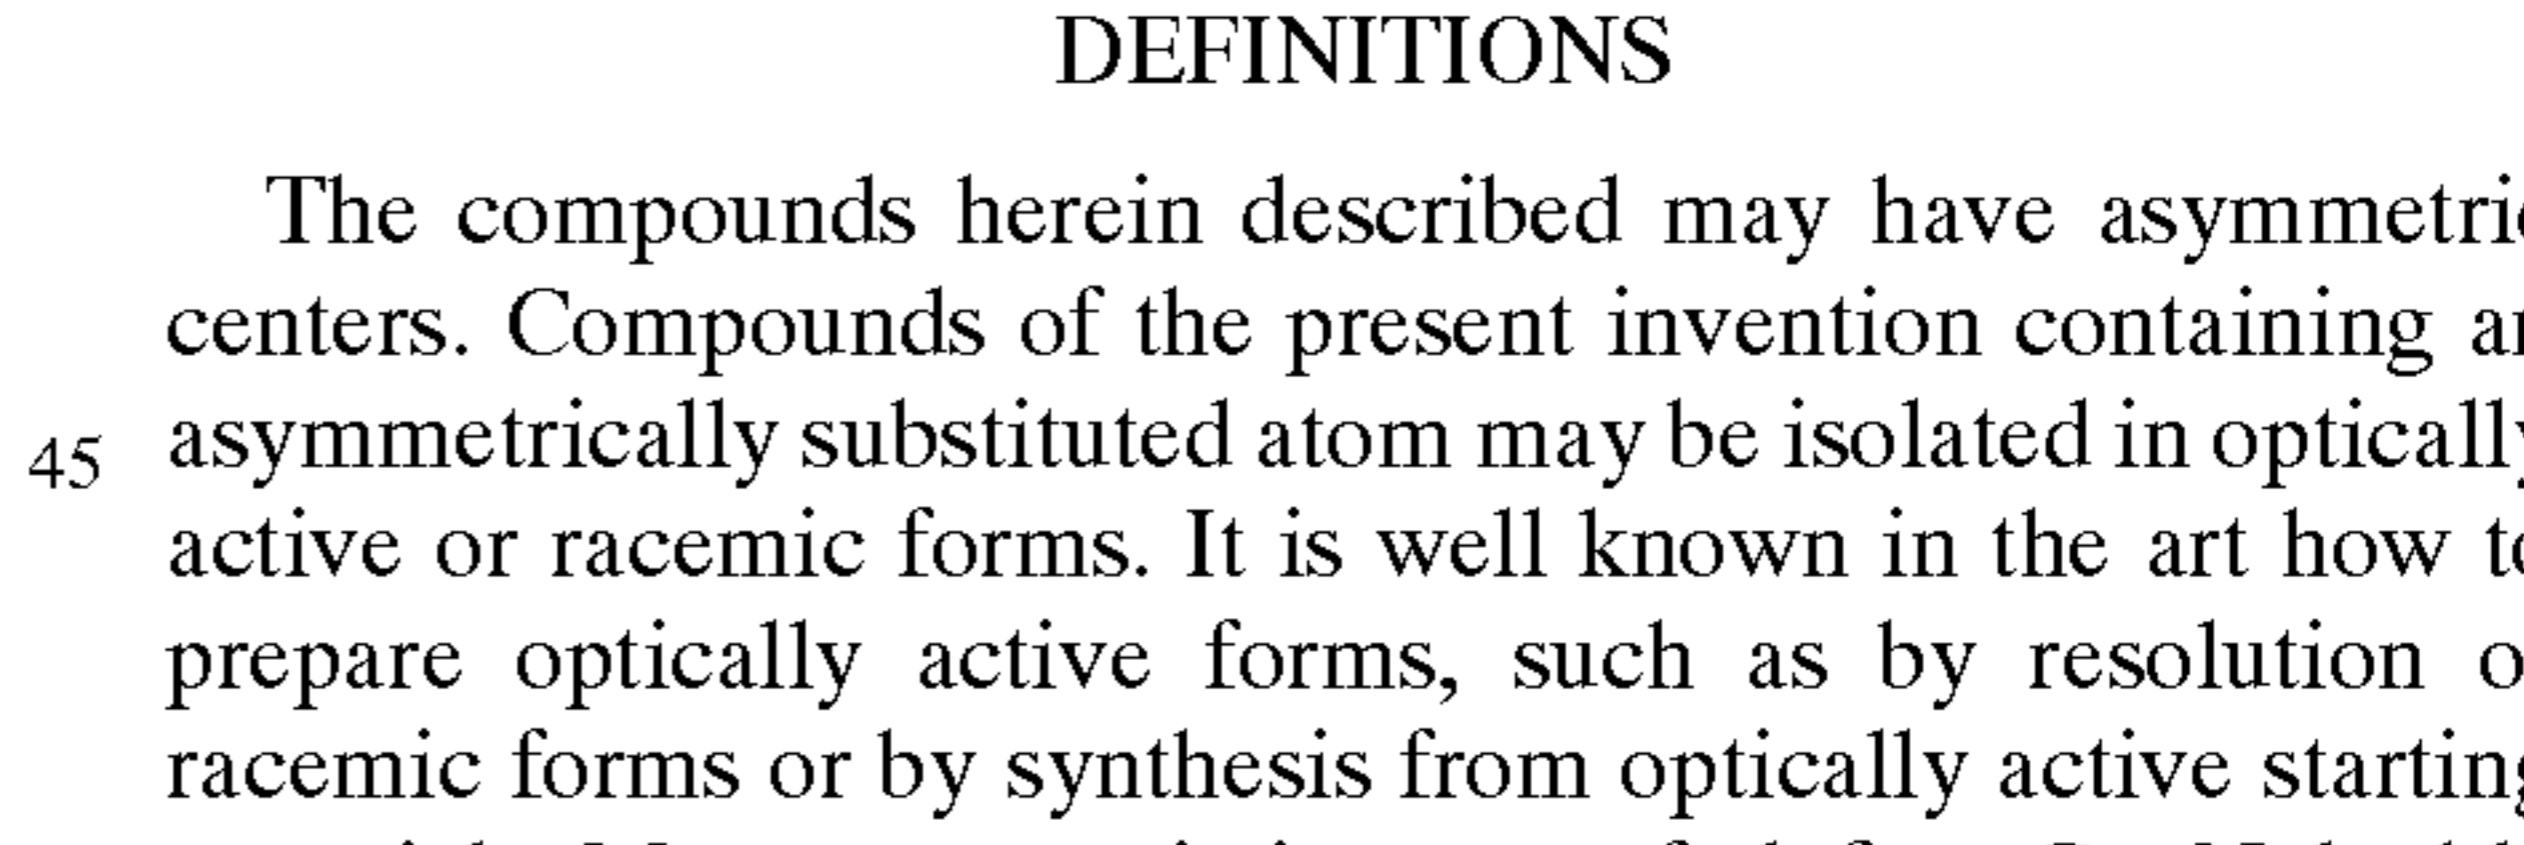 DEFINITIONS
The compounds herein described may have asymmetric
centers. Compounds of the present invention containing an
45 asymmetrically substituted atom may be isolated in optically
active or racemic forms. It is well known in the art how to
prepare optically active forms, such as by resolution
racemic forms or by synthesis from optically active starting